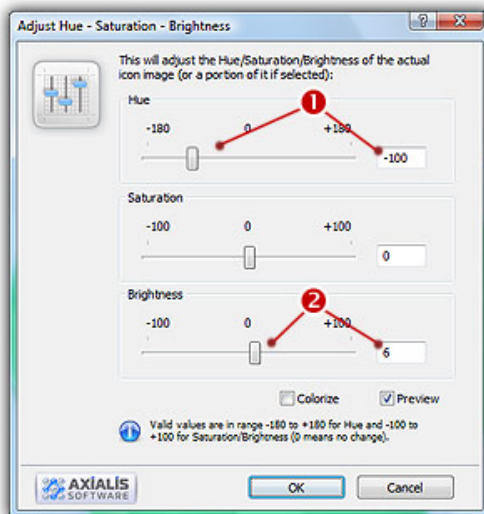 Adjust Hue - Saturation - Brightness
This will adjust the Hue/Saturation/Brightness of the actual
icon image (or a portion of it if selected):
Hue
1
-180 0 +180
-100
Saturation
-100 0 +100
0
Brightness
2
-100 0 +100
6
Colorize Preview
Valid values are in range -180 to +180 for Hue and -100 to
+100 for Saturation/Brightness (0 means no change).
AXIALIS
SOFTWARE
OK Cancel